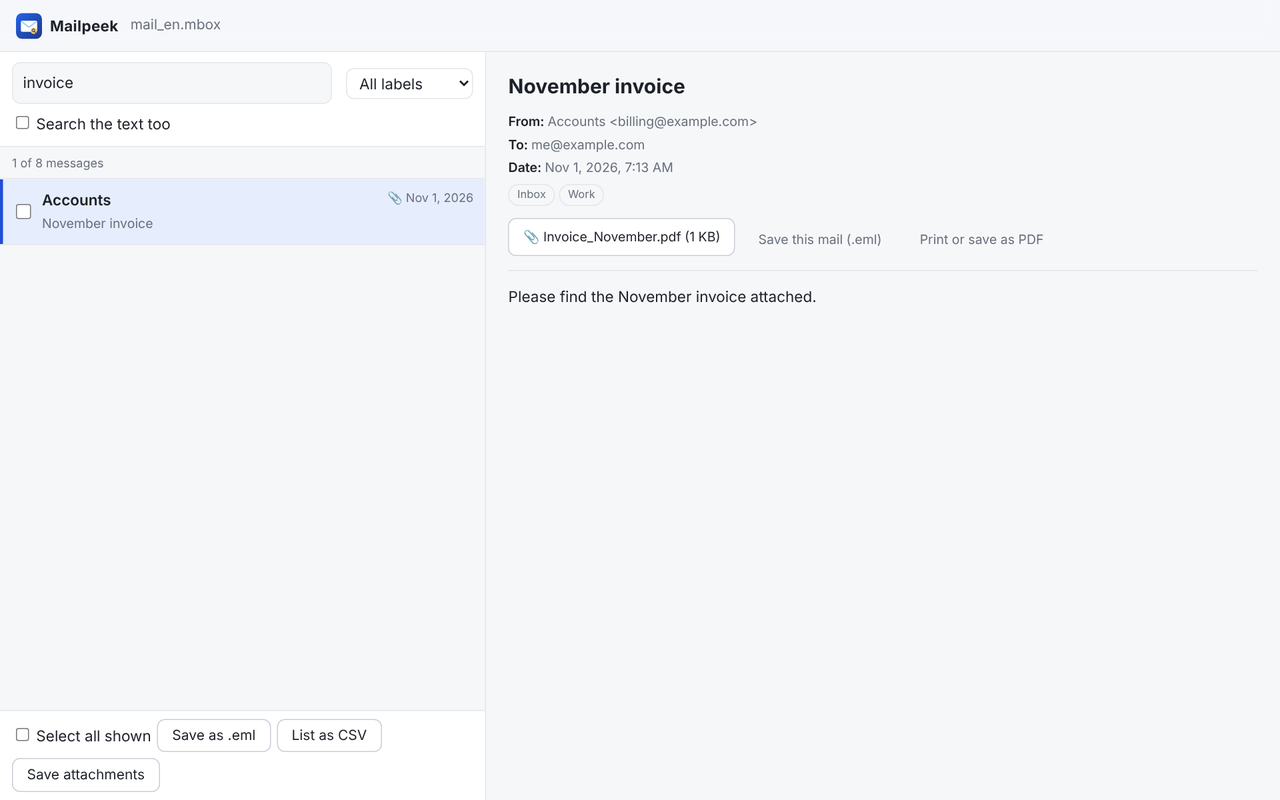 Mailpeek mail_en.mbox
invoice
All labels
Search the text too
1 of 8 messages
Accounts
Nov 1, 2026
November invoice
Select all shown
Save as .eml
List as CSV
Save attachments
November invoice
From: Accounts <billing@example.com>
To: me@example.com
Date: Nov 1, 2026, 7:13 AM
Inbox Work
Invoice_November.pdf (1 KB)
Save this mail (.eml)
Print or save as PDF
Please find the November invoice attached.